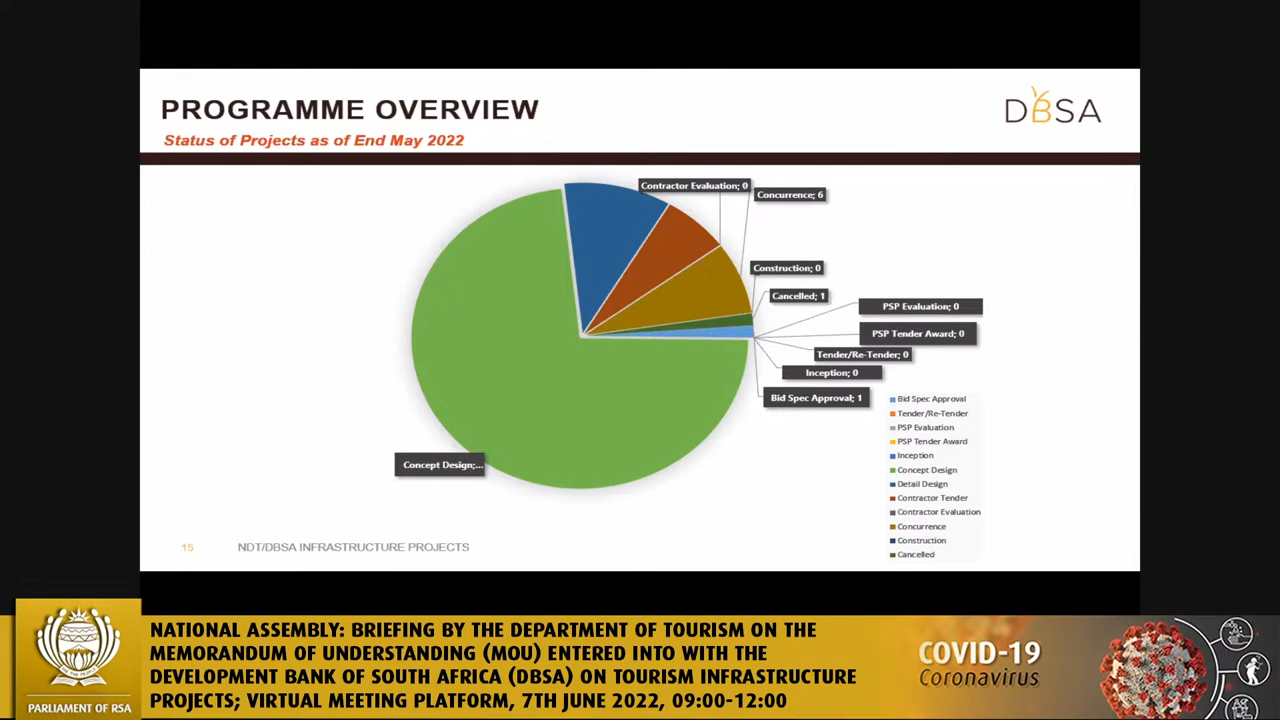 PROGRAMME OVERVIEW
Status of Projects as of End May 2022
DBSA
Contractor Evaluation; 0
Concurrence; 6
Construction; 0
Cancelled; 1
PSP Evaluation; 0
PSP Tender Award; 0
Tender/Re-Tender; 0
Inception; 0
Bid Spec Approval; 1
Concept Design;...
Bid Spec Approval
Tender/Re-Tender
PSP Evaluation
PSP Tender Award
Inception
Concept Design
Detail Design
Contractor Tender
Contractor Evaluation
Concurrence
Construction
Cancelled
15 NDT/DBSA INFRASTRUCTURE PROJECTS
NATIONAL ASSEMBLY: BRIEFING BY THE DEPARTMENT OF TOURISM ON THE
MEMORANDUM OF UNDERSTANDING (MOU) ENTERED INTO WITH THE
DEVELOPMENT BANK OF SOUTH AFRICA (DBSA) ON TOURISM INFRASTRUCTURE
PROJECTS; VIRTUAL MEETING PLATFORM, 7TH JUNE 2022, 09:00-12:00
PARLIAMENT OF RSA
COVID-19
Coronavirus